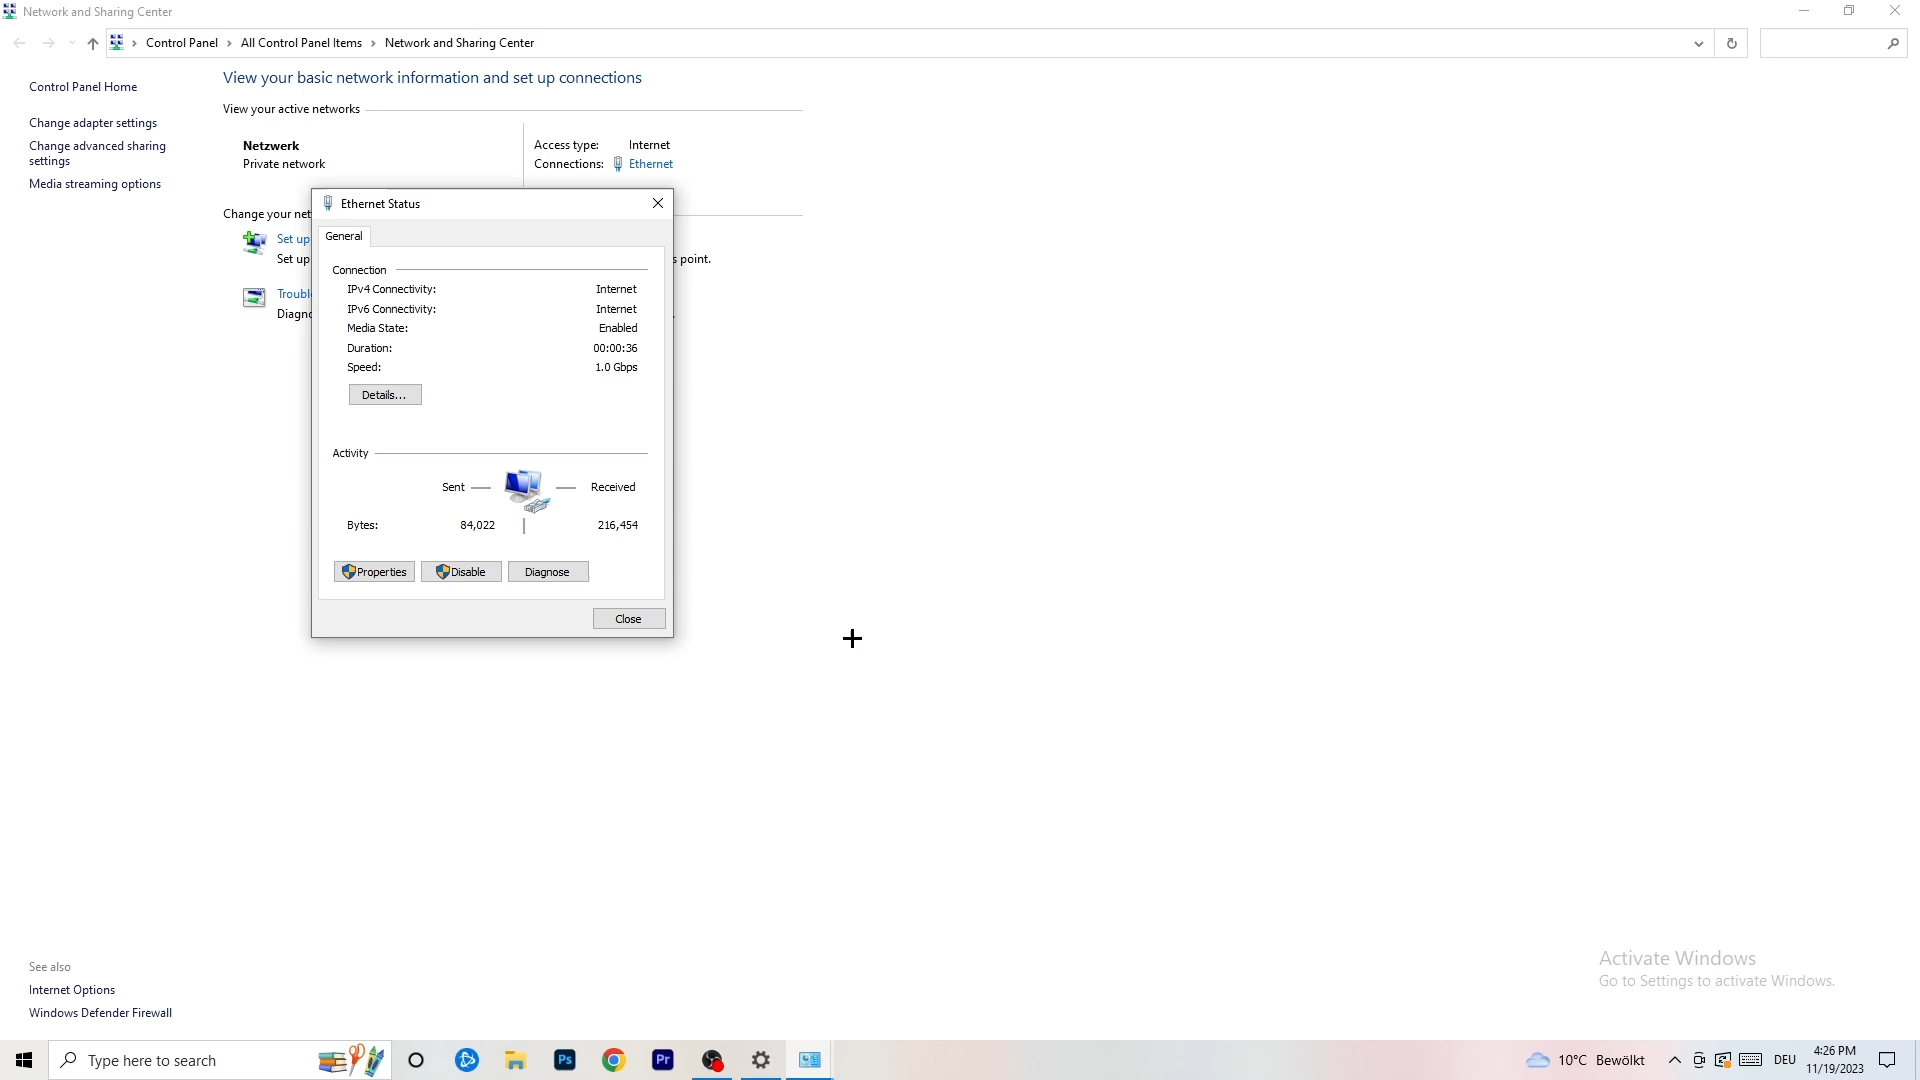 Network and Sharing Center
Control Panel > All Control Panel Items > Network and Sharing Center
Control Panel Home
Change adapter settings
Change advanced sharing
settings
Media streaming options
View your basic network information and set up connections
View your active networks
Netzwerk
Private network
Access type: Internet
Connections: Ethernet
Change your net
Set up
Set up
s point.
Troubl
Diagn
Ethernet Status
General
Connection
IPv4 Connectivity: Internet
IPv6 Connectivity: Internet
Media State: Enabled
Duration: 00:00:36
Speed: 1.0 Gbps
Details...
Activity
Sent — Received
Bytes: 84,022 216,454
Properties Disable Diagnose
Close
See also
Internet Options
Windows Defender Firewall
Activate Windows
Go to Settings to activate Windows.
Type here to search
Ps
Pr
10°C Bewölkt
DEU
4:26 PM
11/19/2023